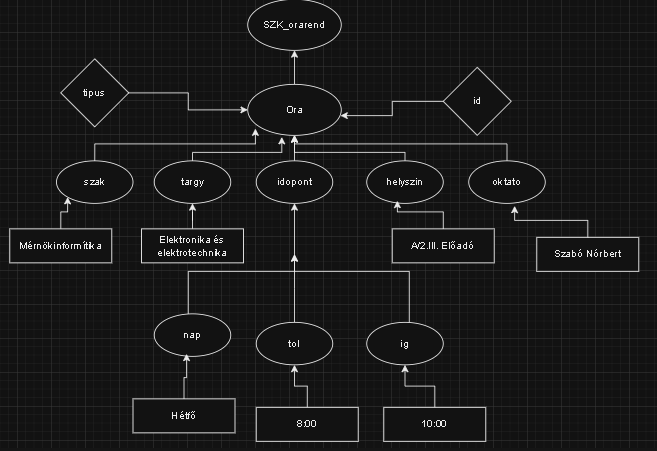 SZK_orarend
tipus
Ora
id
szak
targy
idopont
helyszin
oktato
Mérnökinformítika
Elektronika és
elektrotechnika
A/2.III. Előadó
Szabó Nórbert
nap
tol
ig
Hétfő
8:00
10:00